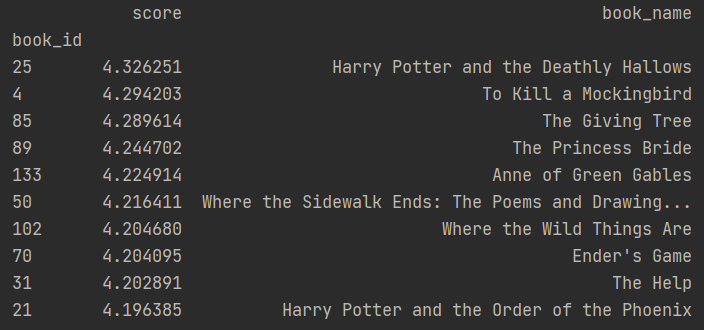 score book_name
book_id
25 4.326251 Harry Potter and the Deathly Hallows
4 4.294203 To Kill a Mockingbird
85 4.289614 The Giving Tree
89 4.244702 The Princess Bride
133 4.224914 Anne of Green Gables
50 4.216411 Where the Sidewalk Ends: The Poems and Drawing...
102 4.204680 Where the Wild Things Are
70 4.204095 Ender's Game
31 4.202891 The Help
21 4.196385 Harry Potter and the Order of the Phoenix